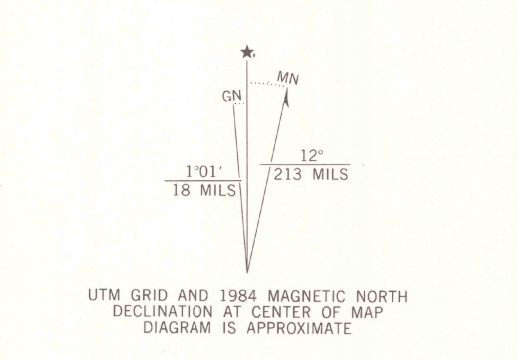 MN
GN
12°
213 MILS
1°01′
18 MILS
UTM GRID AND 1984 MAGNETIC NORTH
DECLINATION AT CENTER OF MAP
DIAGRAM IS APPROXIMATE